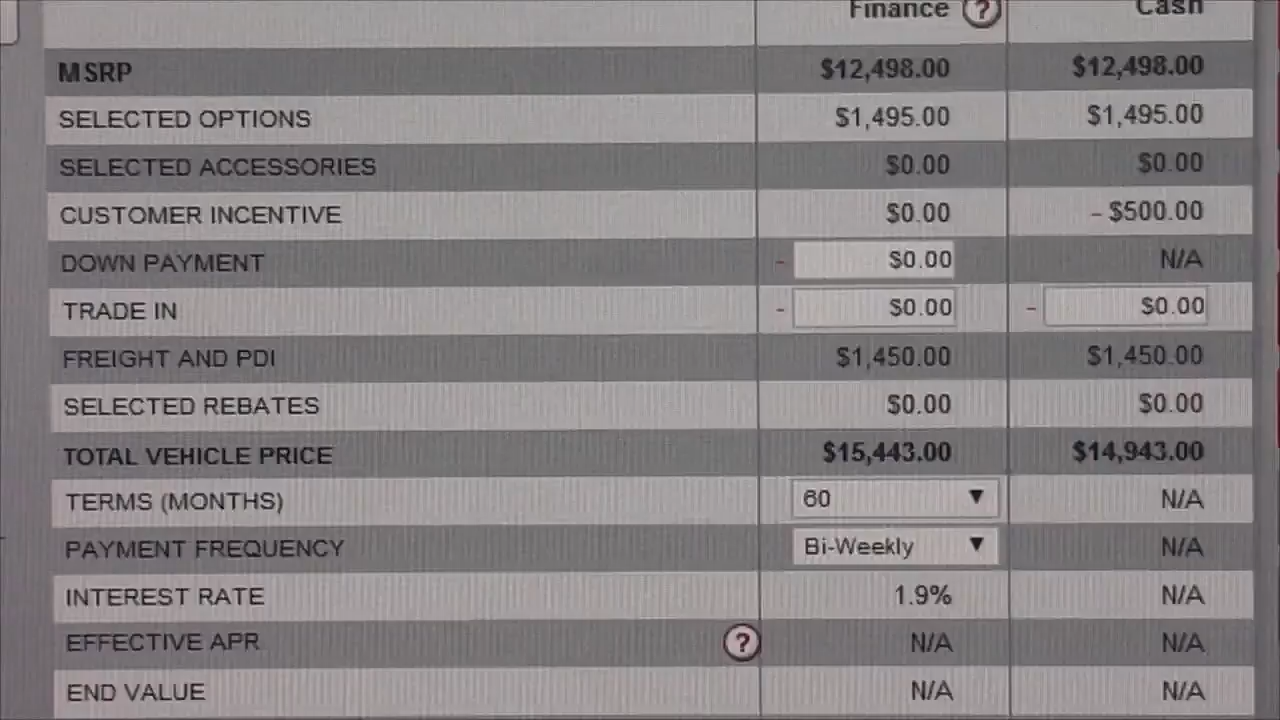 Finance ? Cash
MSRP $12,498.00 $12,498.00
SELECTED OPTIONS $1,495.00 $1,495.00
SELECTED ACCESSORIES $0.00 $0.00
CUSTOMER INCENTIVE $0.00 - $500.00
DOWN PAYMENT - $0.00 N/A
TRADE IN - $0.00 - $0.00
FREIGHT AND PDI $1,450.00 $1,450.00
SELECTED REBATES $0.00 $0.00
TOTAL VEHICLE PRICE $15,443.00 $14,943.00
TERMS (MONTHS) 60 N/A
PAYMENT FREQUENCY Bi-Weekly N/A
INTEREST RATE 1.9% N/A
EFFECTIVE APR ? N/A N/A
END VALUE N/A N/A